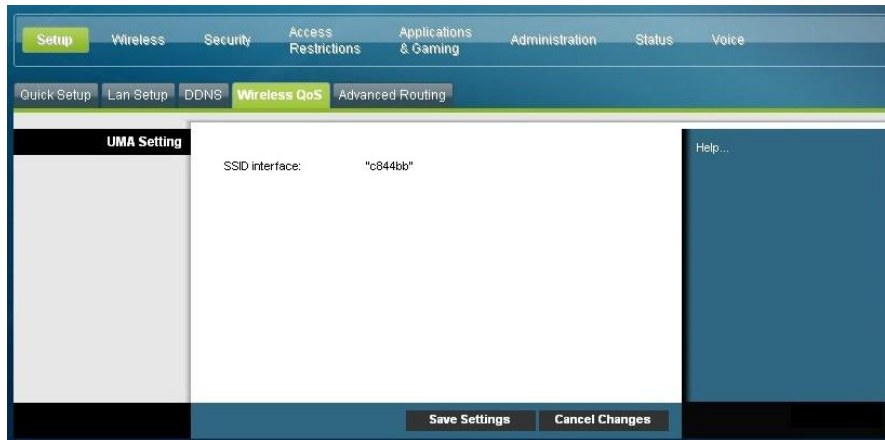 Setup Wireless Security Access Restrictions Applications & Gaming Administration Status Voice
Quick Setup Lan Setup DDNS Wireless QoS Advanced Routing
UMA Setting
SSID interface: "c844bb"
Help...
Save Settings Cancel Changes